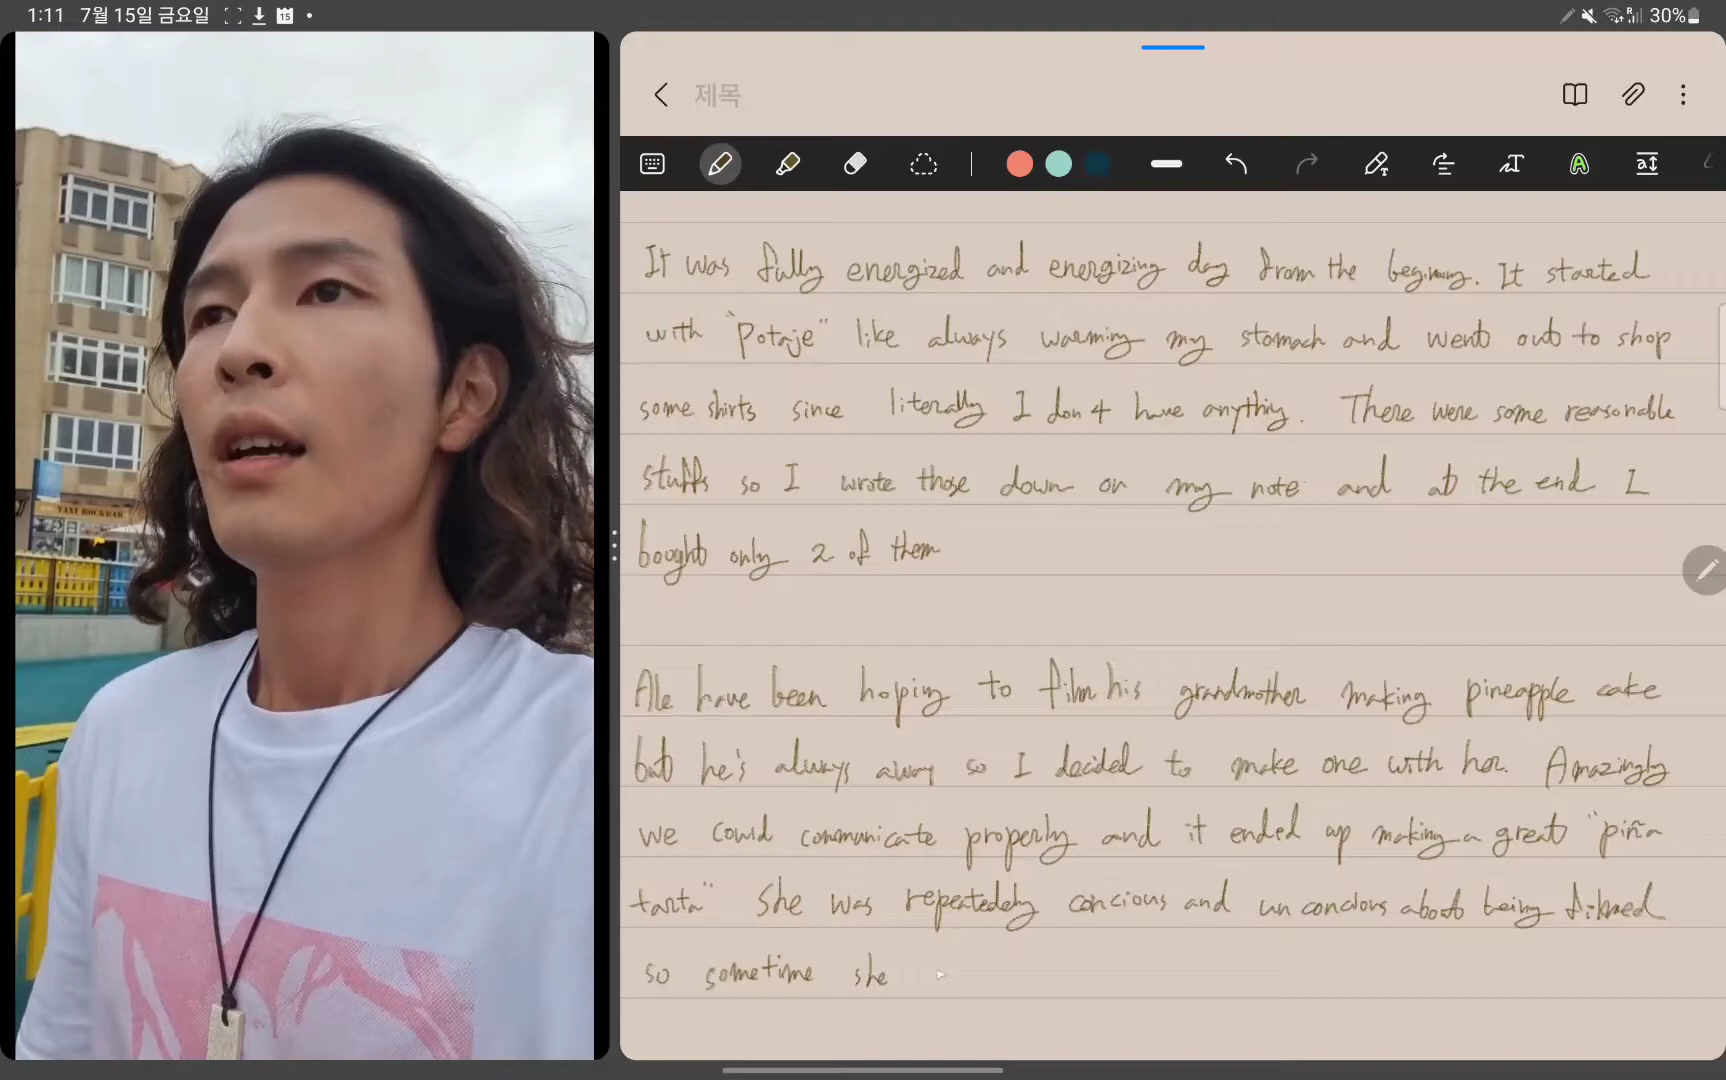 1:11 7월 15일 금요일 15
R 30%
제목
It was fully energized and energizing day from the begining. It started
with "Potaje" like always warming my stomach and went out to shop
some shirts since literally I don't have anything. There were some reasonable
stuffs so I wrote those down on my note and at the end I
bought only 2 of them
Ale have been hoping to film his grandmother making pineapple cake
but he's always away so I decided to make one with her. Amazingly
we could communicate properly and it ended up making a great "piña
tarta" She was repeatedely concious and unconcious about being filmed
so sometime she
TAXI ROCKBAR